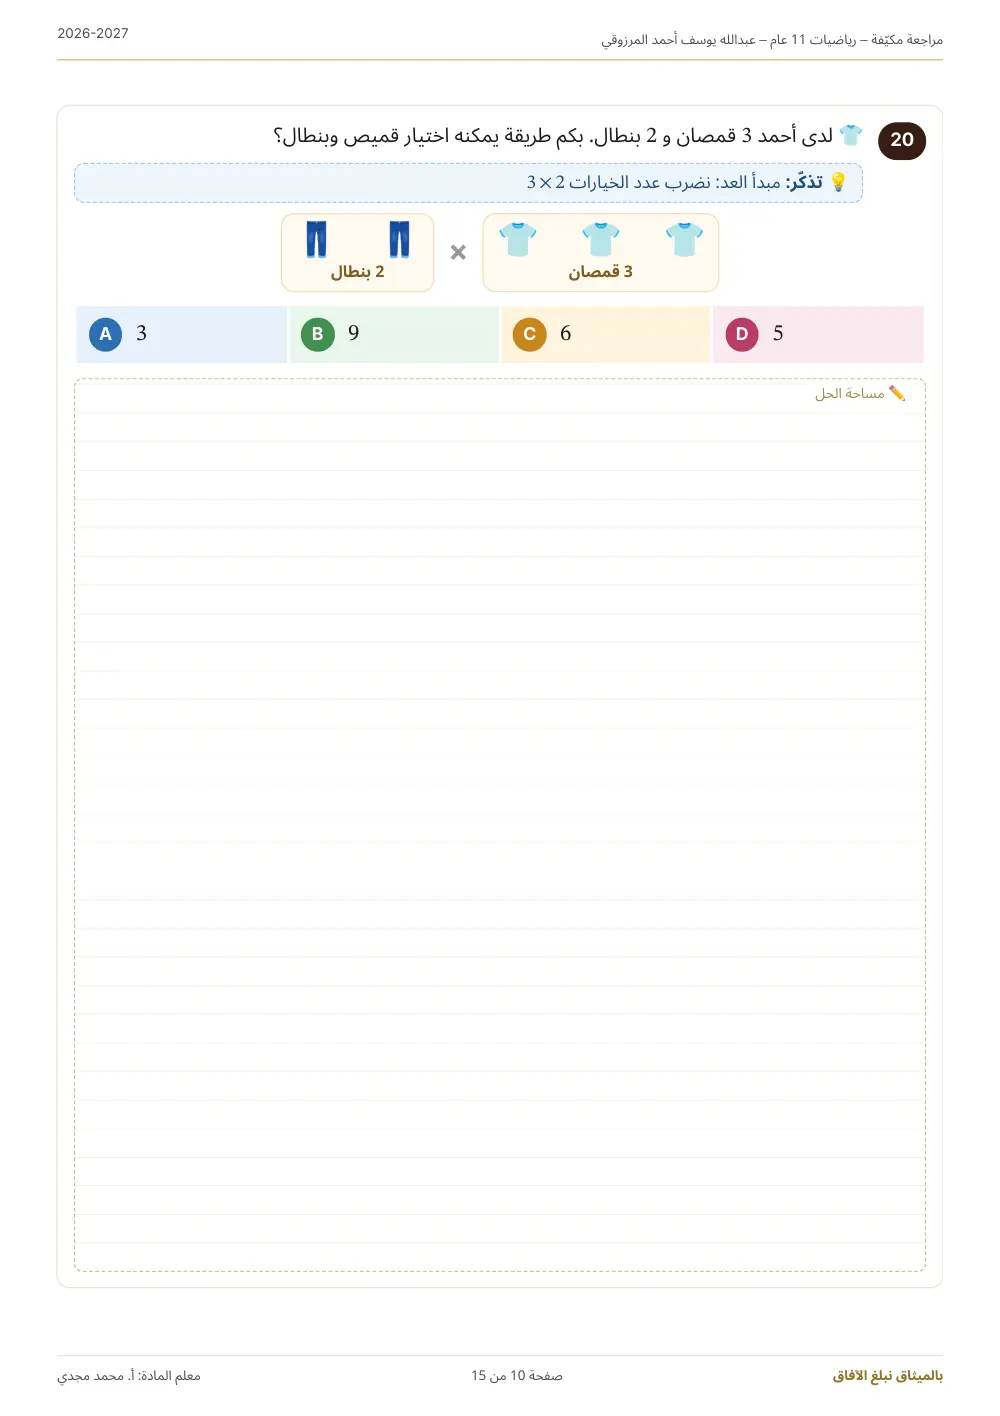 مراجعة مكيّفة – رياضيات 11 عام – عبدالله يوسف أحمد المرزوقي
2026-2027
20
لدى أحمد 3 قمصان و 2 بنطال. بكم طريقة يمكنه اختيار قميص وبنطال؟
تذكّر: مبدأ العد: نضرب عدد الخيارات 3 × 2
3 قمصان
×
2 بنطال
A 3
B 9
C 6
D 5
مساحة الحل
بالميثاق نبلغ الآفاق
صفحة 10 من 15
معلم المادة: أ. محمد مجدي